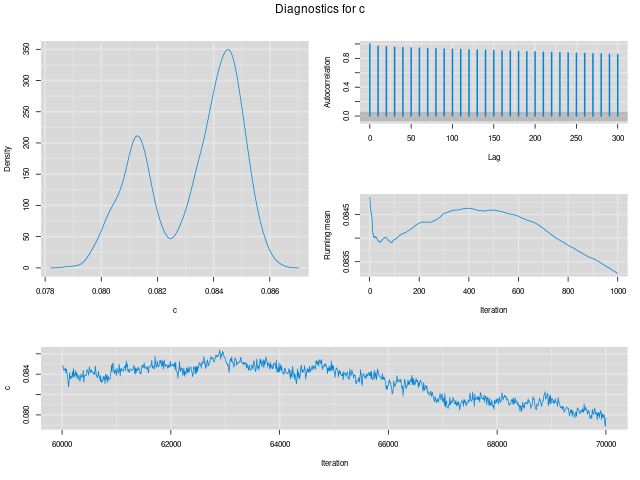 Diagnostics for c
Density
350
300
250
200
150
100
50
0
0.078 0.080 0.082 0.084 0.086
c
Autocorrelation
0.8
0.4
0.0
0 50 100 150 200 250 300
Lag
Running mean
0.0845
0.0835
0 200 400 600 800 1000
Iteration
c
0.084
0.080
60000 62000 64000 66000 68000 70000
Iteration